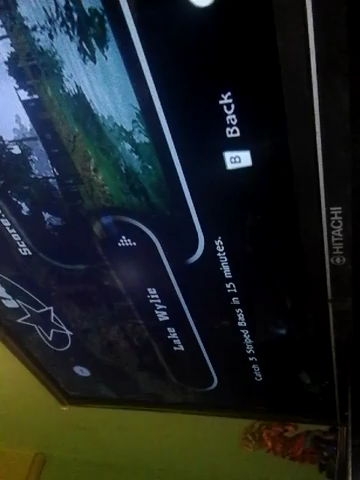 Score:
Lake Wylie
Catch 5 Striped Bass in 15 minutes.
B Back
HITACHI